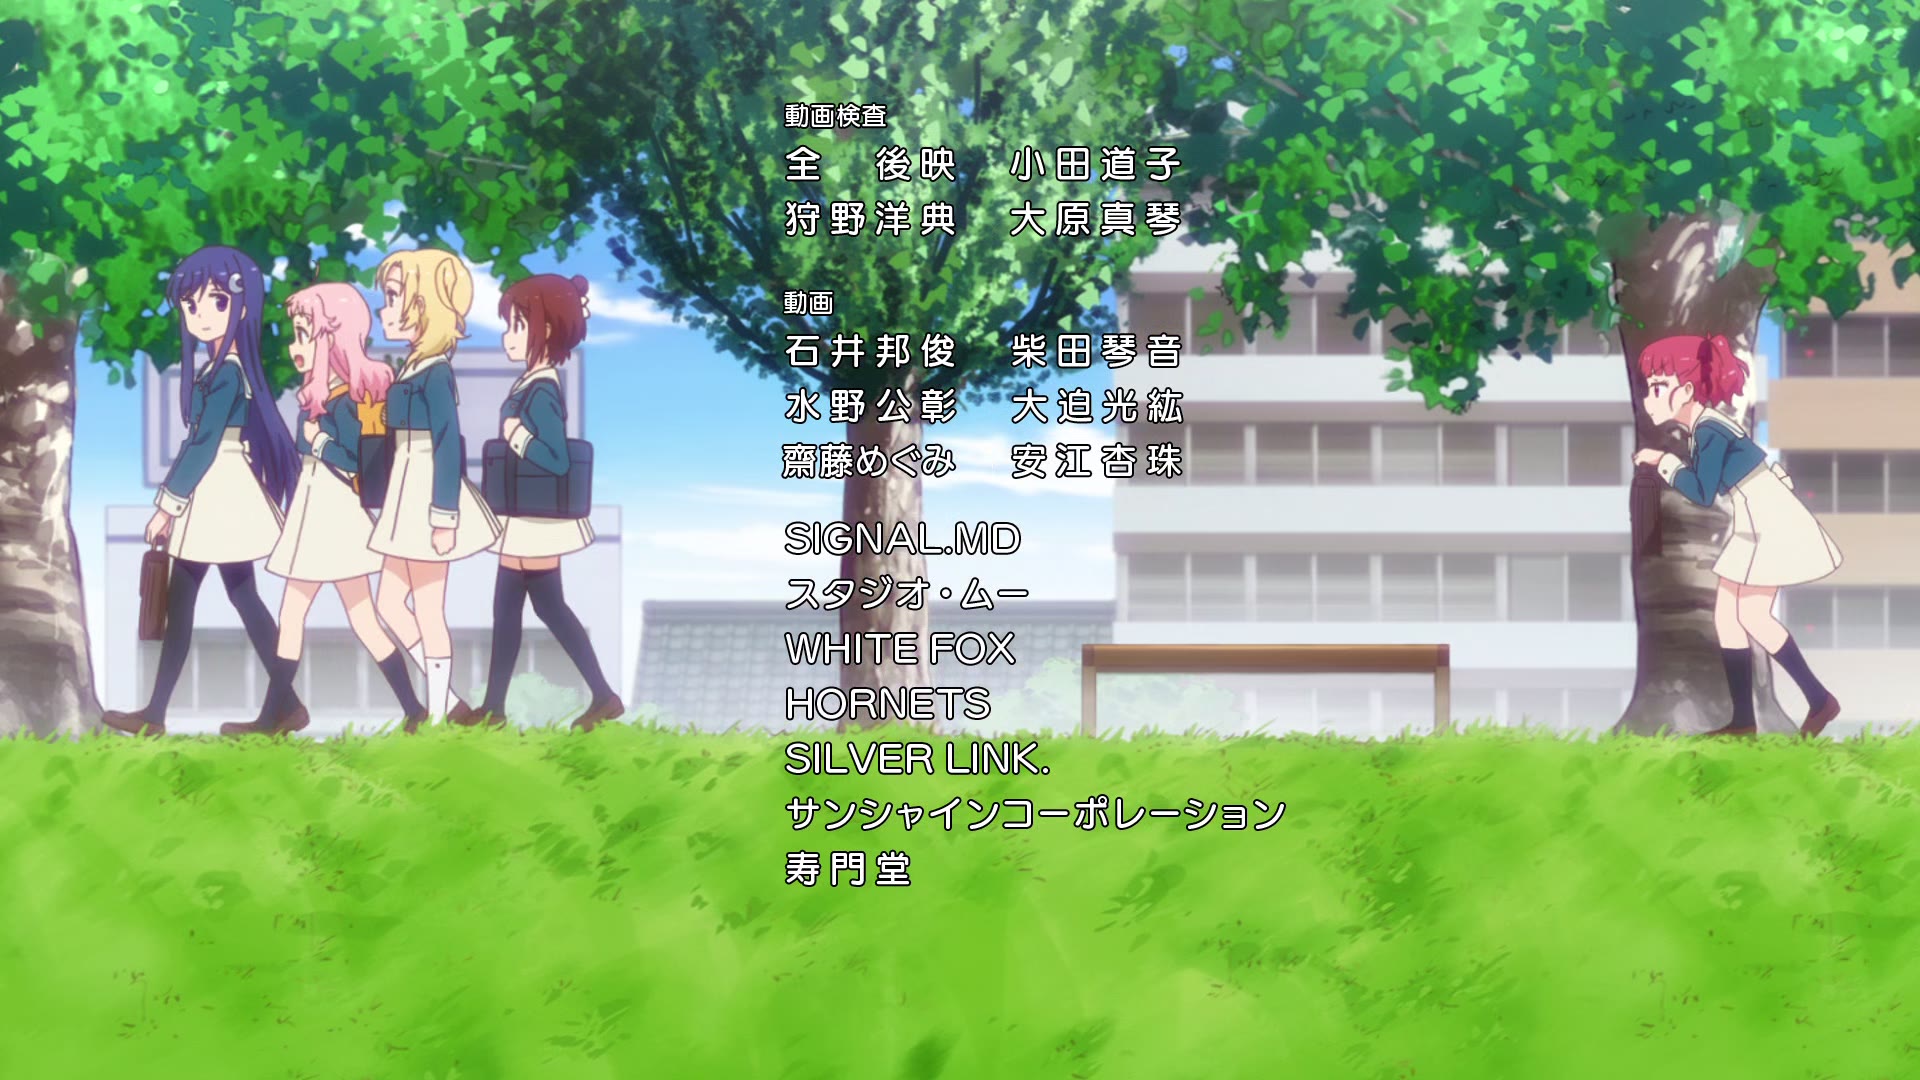 動画検査
全　後映　小田道子
狩野洋典　大原真琴
動画
石井邦俊　柴田琴音
水野公彰　大迫光紘
齋藤めぐみ　安江杏珠
SIGNAL.MD
スタジオ・ムー
WHITE FOX
HORNETS
SILVER LINK.
サンシャインコーポレーション
寿門堂